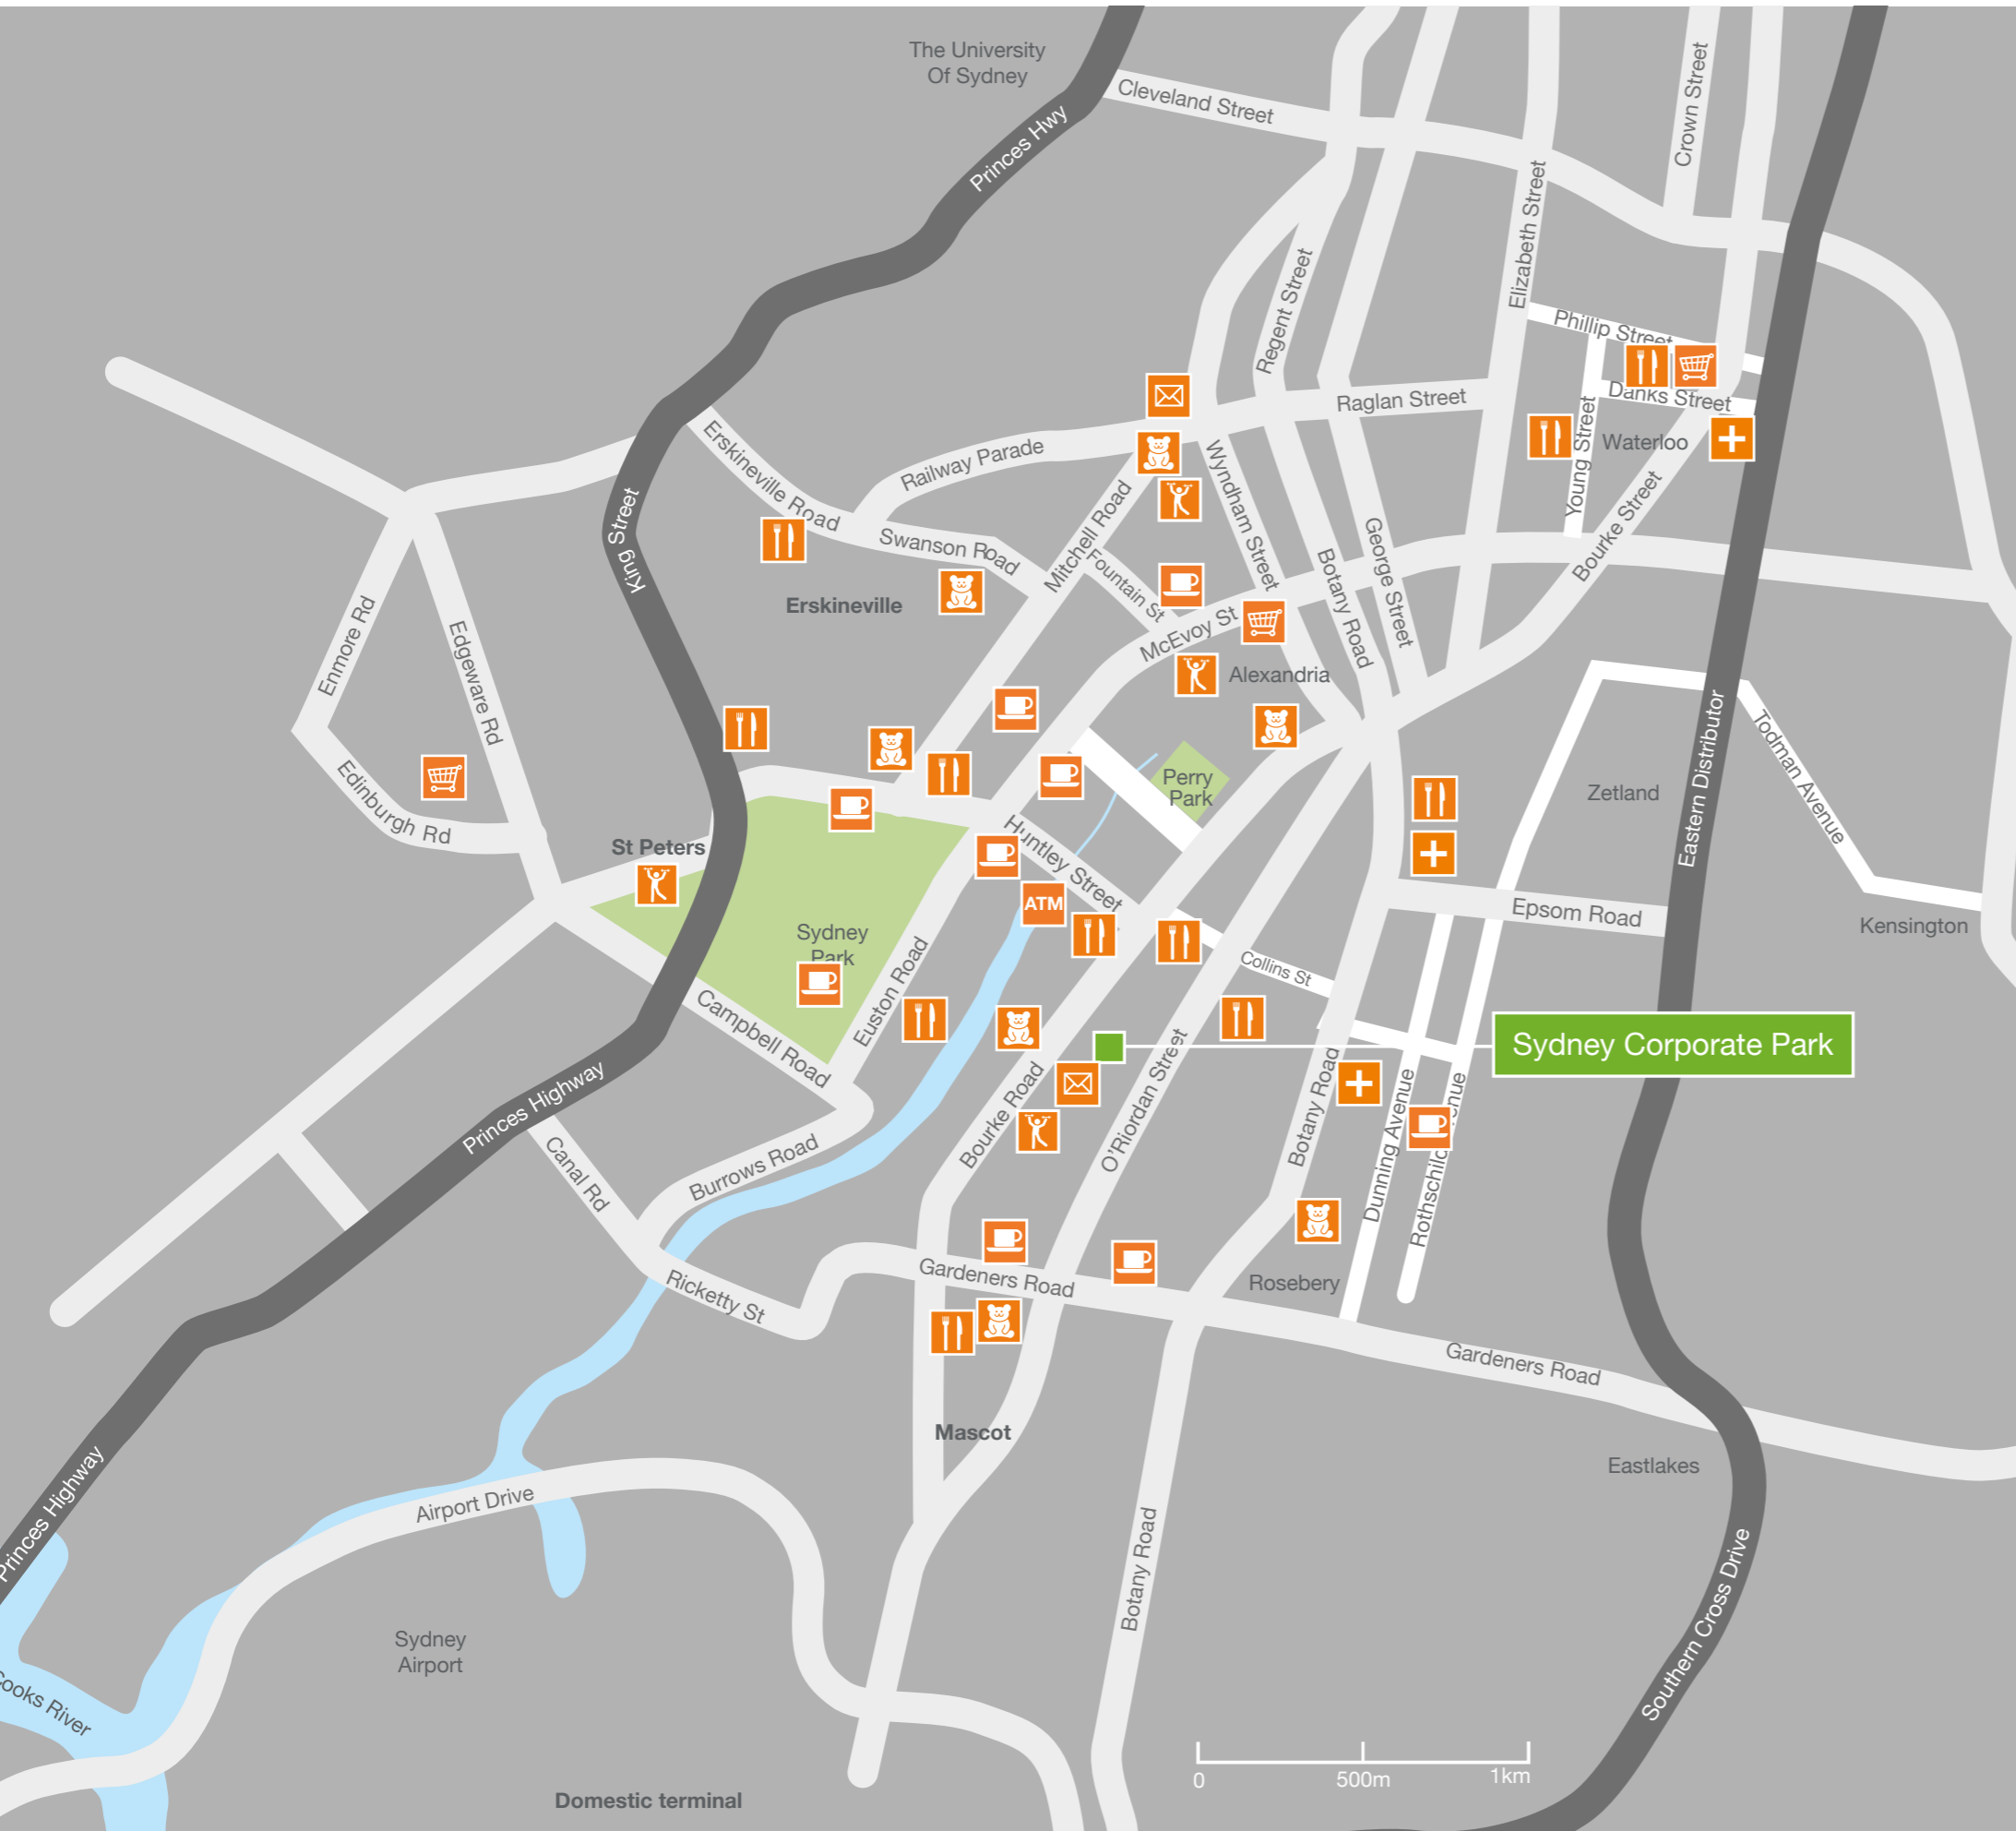 The University
Of Sydney
Cleveland Street
Crown Street
Princes Hwy
Elizabeth Street
Regent Street
Phillip Street
Danks Street
Raglan Street
Young Street
Waterloo
Erskineville Road
Railway Parade
Wyndham Street
Mitchell Road
Bourke Street
King Street
Swanson Road
Fountain St
Botany Road
George Street
Erskineville
McEvoy St
Enmore Rd
Edgeware Rd
Alexandria
Eastern Distributor
Todman Avenue
Perry
Park
Zetland
Edinburgh Rd
St Peters
Huntley Street
ATM
Epsom Road
Kensington
Sydney
Park
Euston Road
Collins St
Campbell Road
Sydney Corporate Park
Princes Highway
Bourke Road
O'Riordan Street
Botany Road
Dunning Avenue
Rothschild
Canal Rd
Burrows Road
Gardeners Road
Ricketty St
Rosebery
Gardeners Road
Mascot
Eastlakes
Princes Highway
Airport Drive
Botany Road
Southern Cross Drive
Sydney
Airport
Cooks River
0
500m
1km
Domestic terminal